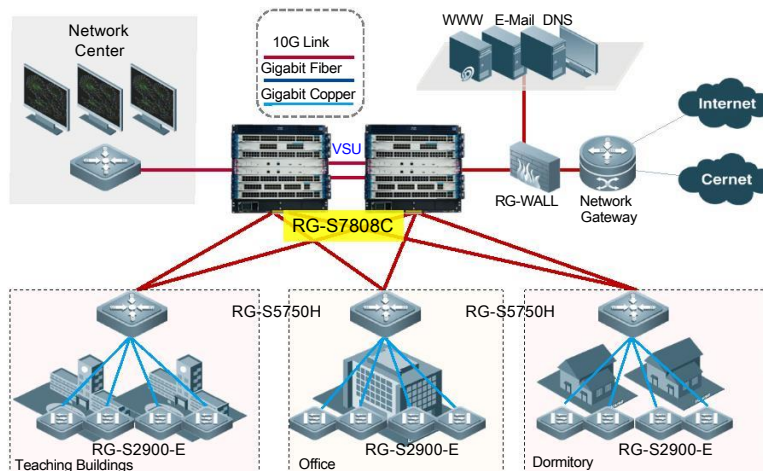 Network
Center
10G Link
Gigabit Fiber
Gigabit Copper
WWW E-Mail DNS
VSU
Internet
Cernet
RG-WALL
Network
Gateway
RG-S7808C
RG-S5750H
RG-S5750H
RG-S2900-E
RG-S2900-E
RG-S2900-E
Teaching Buildings
Office
Dormitory